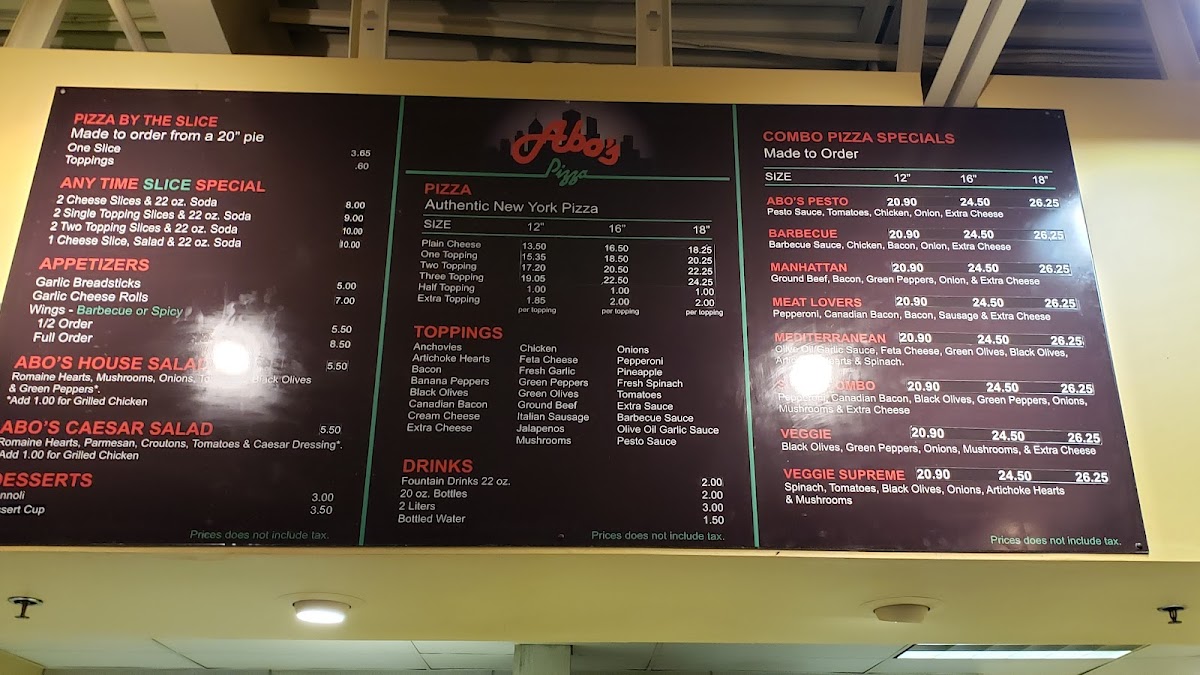 PIZZA BY THE SLICE
Made to order from a 20" pie
One Slice 3.65
Toppings .60
ANY TIME SLICE SPECIAL
2 Cheese Slices & 22 oz. Soda 8.00
2 Single Topping Slices & 22 oz. Soda 9.00
2 Two Topping Slices & 22 oz. Soda 10.00
1 Cheese Slice, Salad & 22 oz. Soda 10.00
APPETIZERS
Garlic Breadsticks 5.00
Garlic Cheese Rolls 7.00
Wings - Barbecue or Spicy
1/2 Order 5.50
Full Order 8.50
ABO'S HOUSE SALAD 5.50
Romaine Hearts, Mushrooms, Onions, Black Olives
& Green Peppers*.
*Add 1.00 for Grilled Chicken
ABO'S CAESAR SALAD 5.50
Romaine Hearts, Parmesan, Croutons, Tomatoes & Caesar Dressing*.
Add 1.00 for Grilled Chicken
DESSERTS
nnoli 3.00
ssert Cup 3.50
Prices does not include tax.
Abo's
Pizza
PIZZA
Authentic New York Pizza
SIZE 12" 16" 18"
Plain Cheese 13.50 16.50 18.25
One Topping 15.35 18.50 20.25
Two Topping 17.20 20.50 22.25
Three Topping 19.05 22.50 24.25
Half Topping 1.00 1.00 1.00
Extra Topping 1.85 2.00 2.00
per topping per topping per topping
TOPPINGS
Anchovies Chicken Onions
Artichoke Hearts Feta Cheese Pepperoni
Bacon Fresh Garlic Pineapple
Banana Peppers Green Peppers Fresh Spinach
Black Olives Green Olives Tomatoes
Canadian Bacon Ground Beef Extra Sauce
Cream Cheese Italian Sausage Barbecue Sauce
Extra Cheese Jalapenos Olive Oil Garlic Sauce
Mushrooms Pesto Sauce
DRINKS
Fountain Drinks 22 oz. 2.00
20 oz. Bottles 2.00
2 Liters 3.00
Bottled Water 1.50
Prices does not include tax.
COMBO PIZZA SPECIALS
Made to Order
SIZE 12" 16" 18"
ABO'S PESTO 20.90 24.50 26.25
Pesto Sauce, Tomatoes, Chicken, Onion, Extra Cheese
BARBECUE 20.90 24.50 26.25
Barbecue Sauce, Chicken, Bacon, Onion, Extra Cheese
MANHATTAN 20.90 24.50 26.25
Ground Beef, Bacon, Green Peppers, Onion, & Extra Cheese
MEAT LOVERS 20.90 24.50 26.25
Pepperoni, Canadian Bacon, Bacon, Sausage & Extra Cheese
MEDITERRANEAN 20.90 24.50 26.25
Olive Oil Garlic Sauce, Feta Cheese, Green Olives, Black Olives,
Hearts & Spinach.
COMBO 20.90 24.50 26.25
Pepperoni, Canadian Bacon, Black Olives, Green Peppers, Onions,
Mushrooms & Extra Cheese
VEGGIE 20.90 24.50 26.25
Black Olives, Green Peppers, Onions, Mushrooms, & Extra Cheese
VEGGIE SUPREME 20.90 24.50 26.25
Spinach, Tomatoes, Black Olives, Onions, Artichoke Hearts
& Mushrooms
Prices does not include tax.